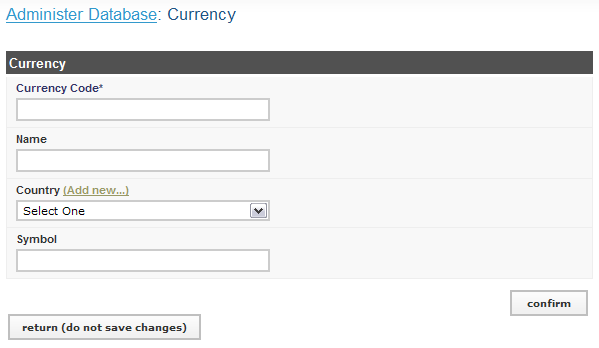 Administer Database: Currency
Currency
Currency Code*
Name
Country (Add new...)
Select One
Symbol
confirm
return (do not save changes)